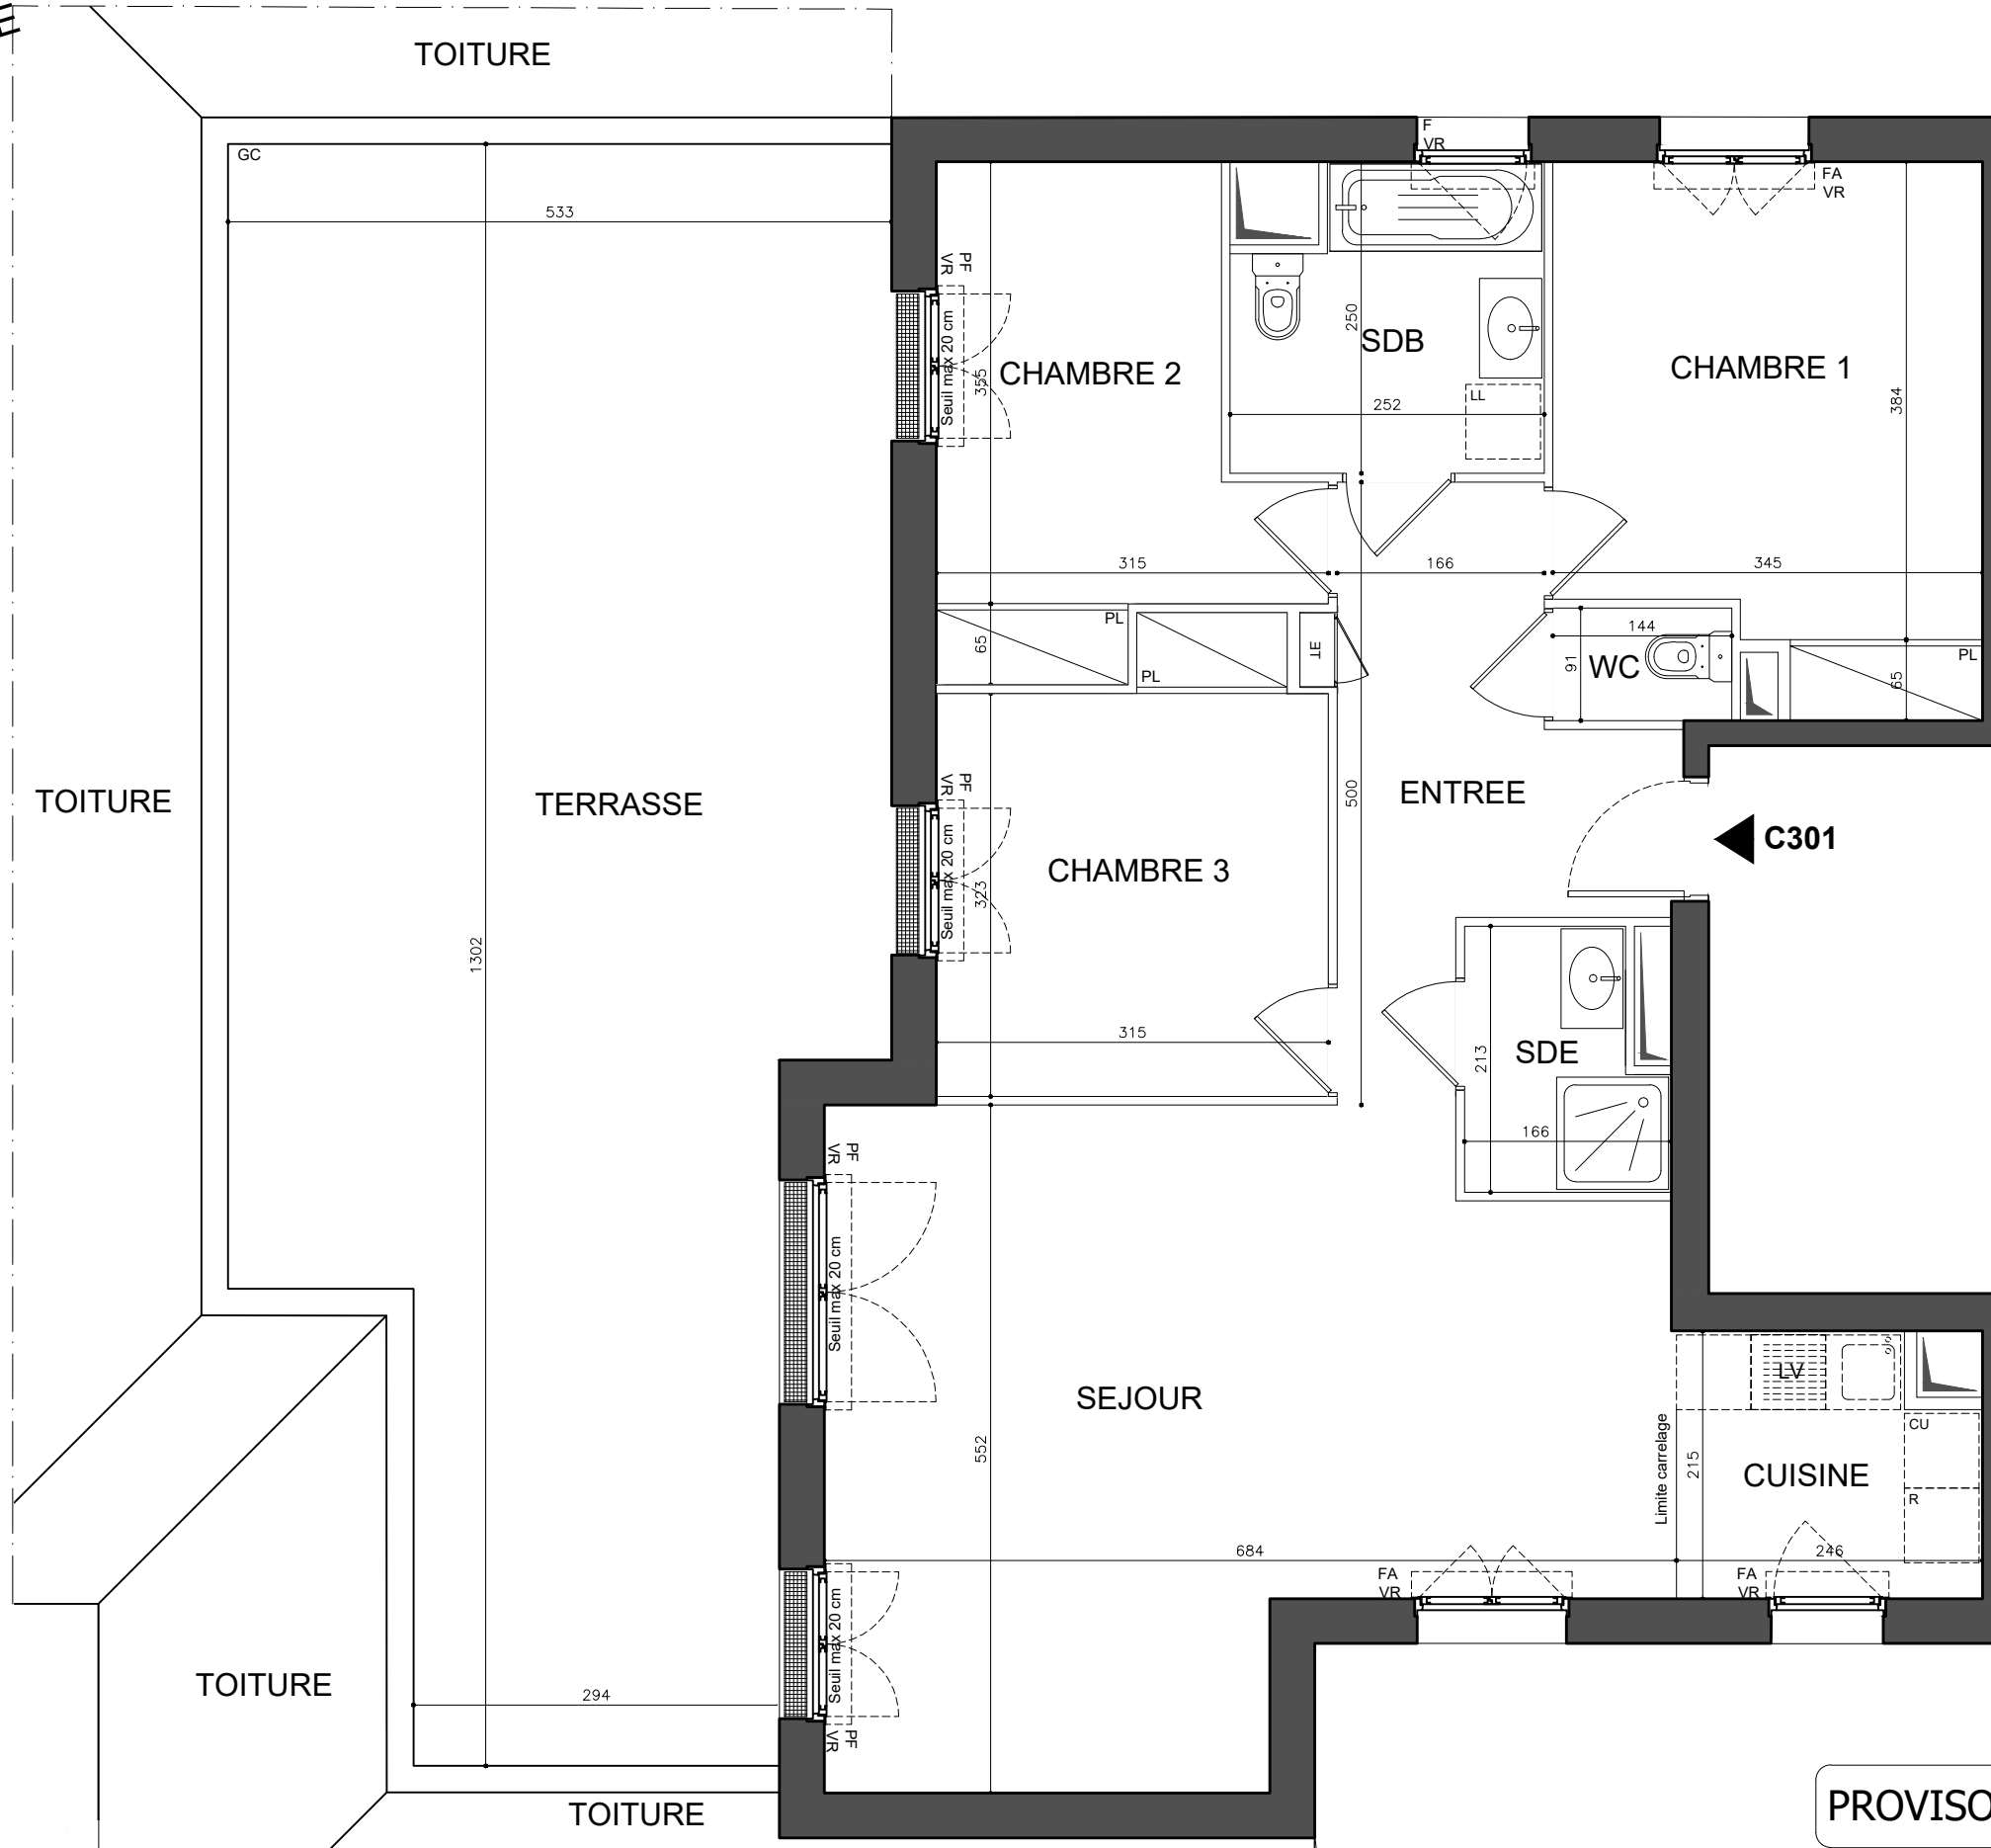 TOITURE
GC
533
F
VR
FA
VR
PF
VR
Seuil max 20 cm
355
CHAMBRE 2
250
SDB
252
LL
CHAMBRE 1
384
315
166
345
65
PL
PL
TE
144
91
WC
PL
65
TOITURE
TERRASSE
1302
PF
VR
Seuil max 20 cm
323
CHAMBRE 3
315
500
ENTREE
C301
213
SDE
166
PF
VR
Seuil max 20 cm
SEJOUR
552
684
Limite carrelage
215
LV
CU
CUISINE
R
246
FA
VR
FA
VR
Seuil max 20 cm
PF
VR
TOITURE
294
TOITURE